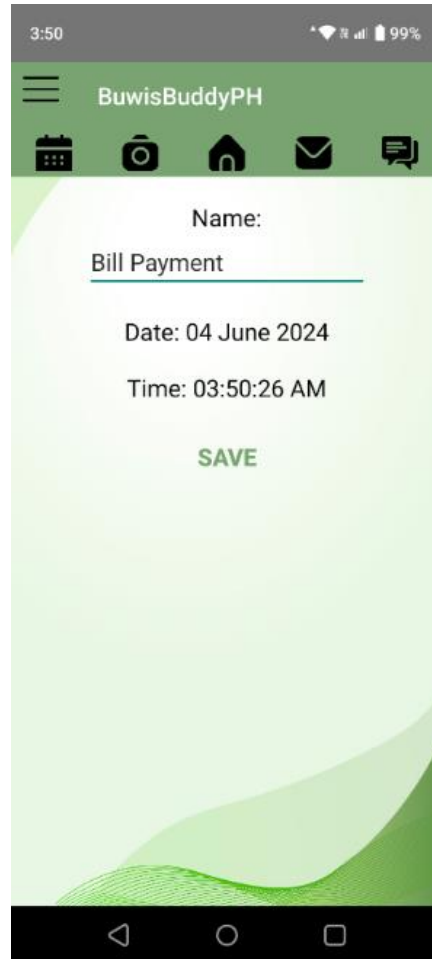 3:50 99%
BuwisBuddyPH
Name:
Bill Payment
Date: 04 June 2024
Time: 03:50:26 AM
SAVE